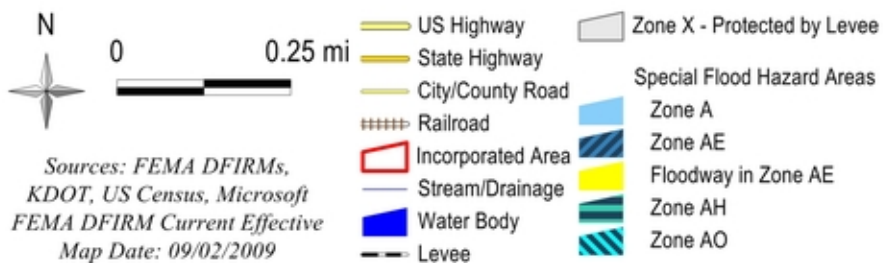 N
0 0.25 mi
Sources: FEMA DFIRMs,
KDOT, US Census, Microsoft
FEMA DFIRM Current Effective
Map Date: 09/02/2009
US Highway
State Highway
City/County Road
Railroad
Incorporated Area
Stream/Drainage
Water Body
Levee
Zone X - Protected by Levee
Special Flood Hazard Areas
Zone A
Zone AE
Floodway in Zone AE
Zone AH
Zone AO